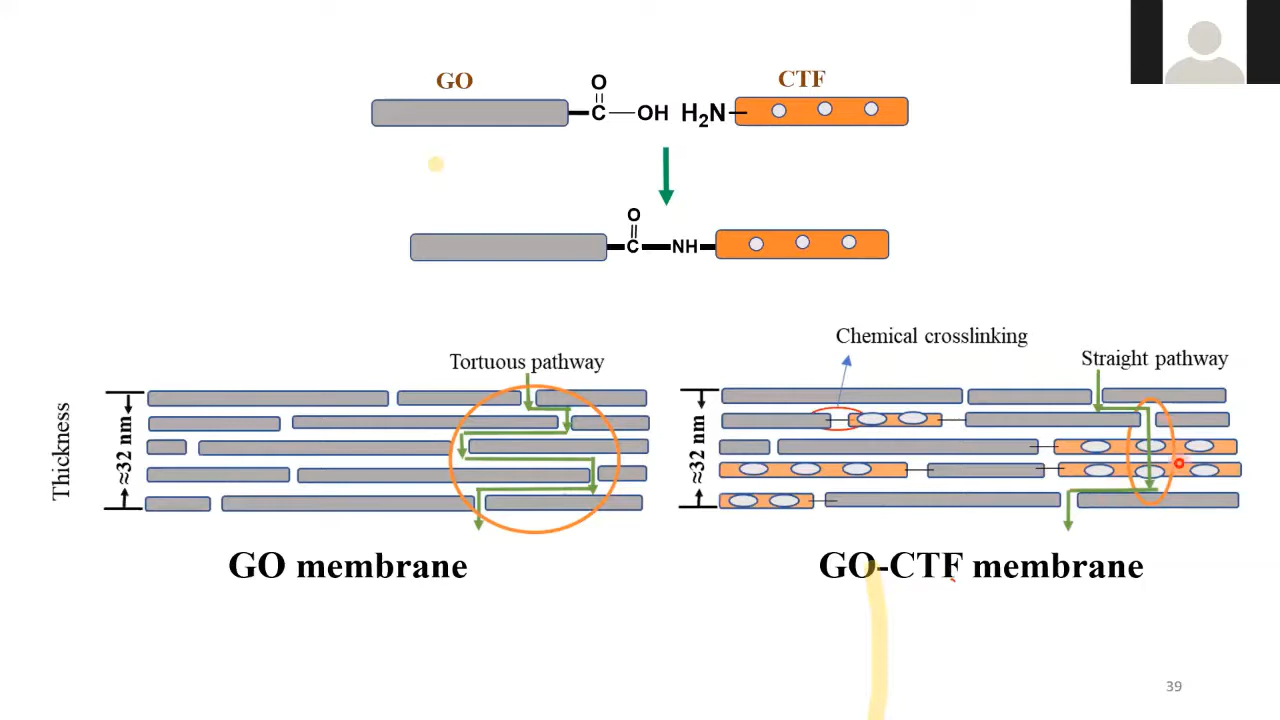 GO
CTF
O
C
OH
H₂N
O
C
NH
Chemical crosslinking
Tortuous pathway
Straight pathway
Thickness
≈32 nm
≈32 nm
GO membrane
GO-CTF membrane
39